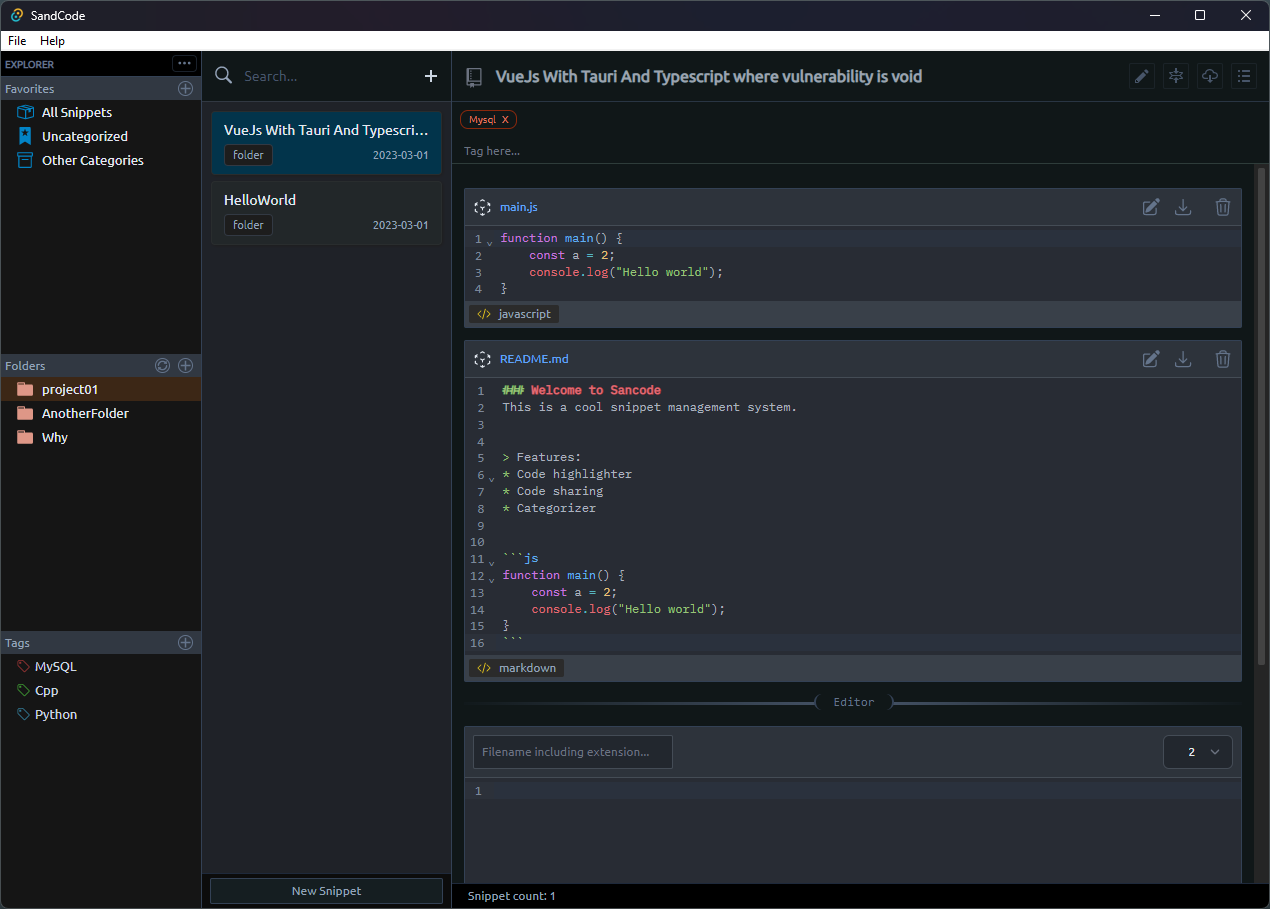 SandCode
File Help
EXPLORER
Favorites
All Snippets
Uncategorized
Other Categories
Folders
project01
AnotherFolder
Why
Tags
MySQL
Cpp
Python
Search...
VueJs With Tauri And Typescri...
folder 2023-03-01
HelloWorld
folder 2023-03-01
New Snippet
VueJs With Tauri And Typescript where vulnerability is void
Mysql X
Tag here...
main.js
1 function main() {
2     const a = 2;
3     console.log("Hello world");
4 }
</> javascript
README.md
1 ### Welcome to Sancode
2 This is a cool snippet management system.
3
4
5 > Features:
6 * Code highlighter
7 * Code sharing
8 * Categorizer
9
10
11 ```js
12 function main() {
13     const a = 2;
14     console.log("Hello world");
15 }
16 ```
</> markdown
Editor
Filename including extension... 2
1
Snippet count: 1